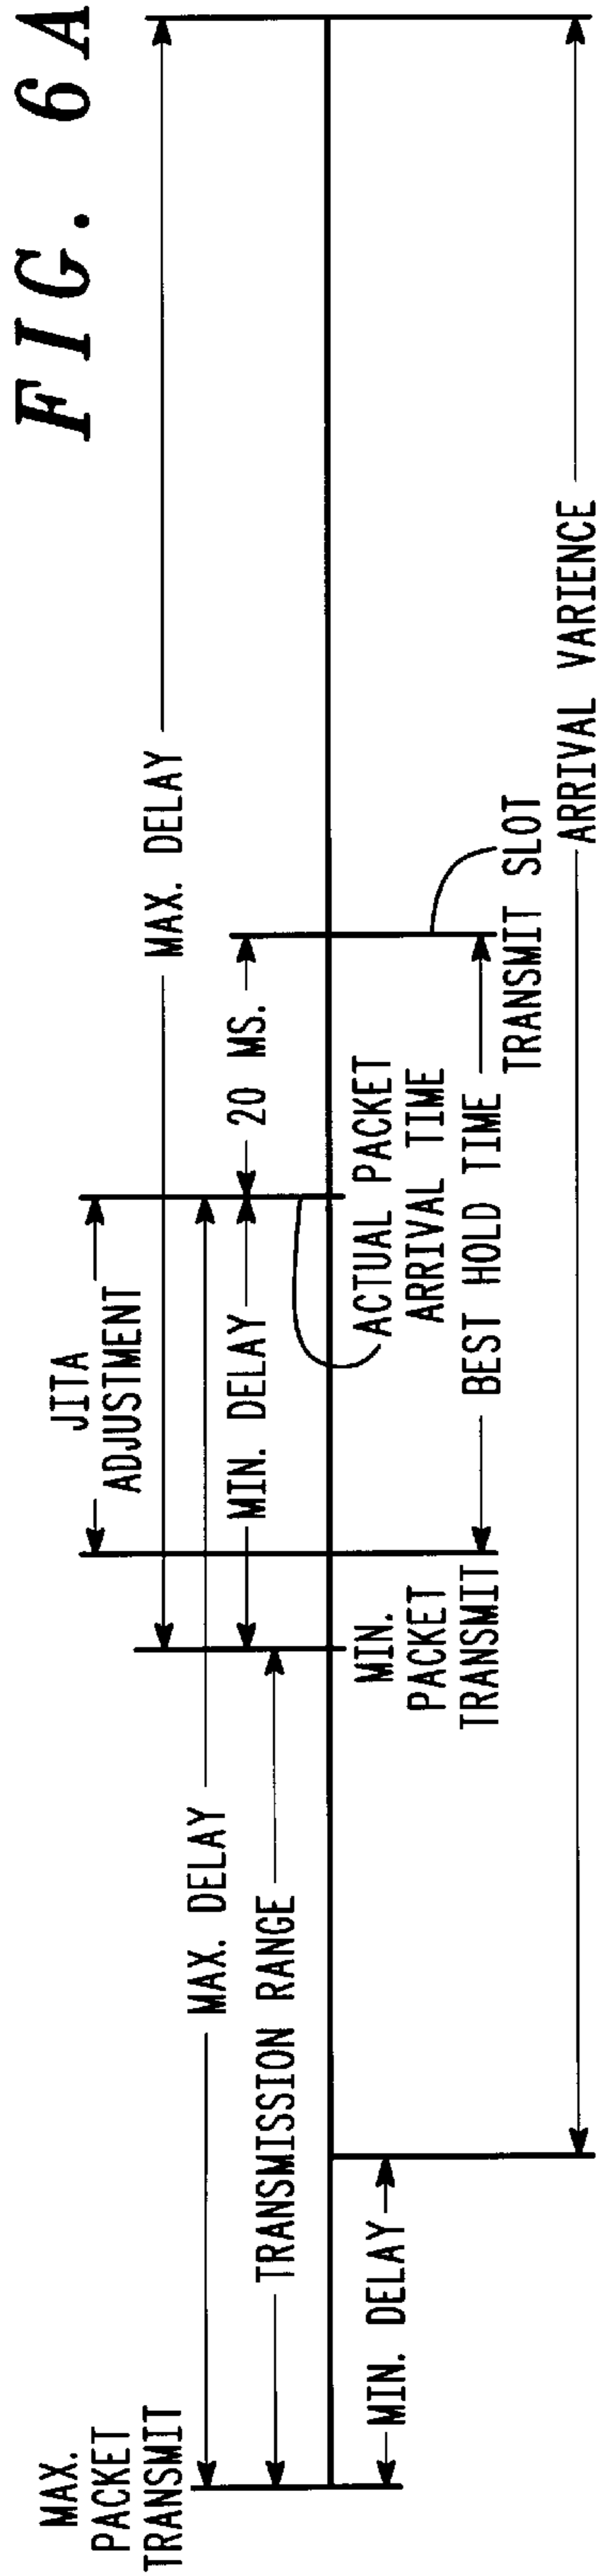 FIG. 6A
MAX.
PACKET
TRANSMIT
JITA
ADJUSTMENT
MAX. DELAY
MAX. DELAY
MIN. DELAY
20 MS.
TRANSMISSION RANGE
MIN. DELAY
MIN.
PACKET
TRANSMIT
ACTUAL PACKET
ARRIVAL TIME
BEST HOLD TIME
TRANSMIT SLOT
ARRIVAL VARIENCE